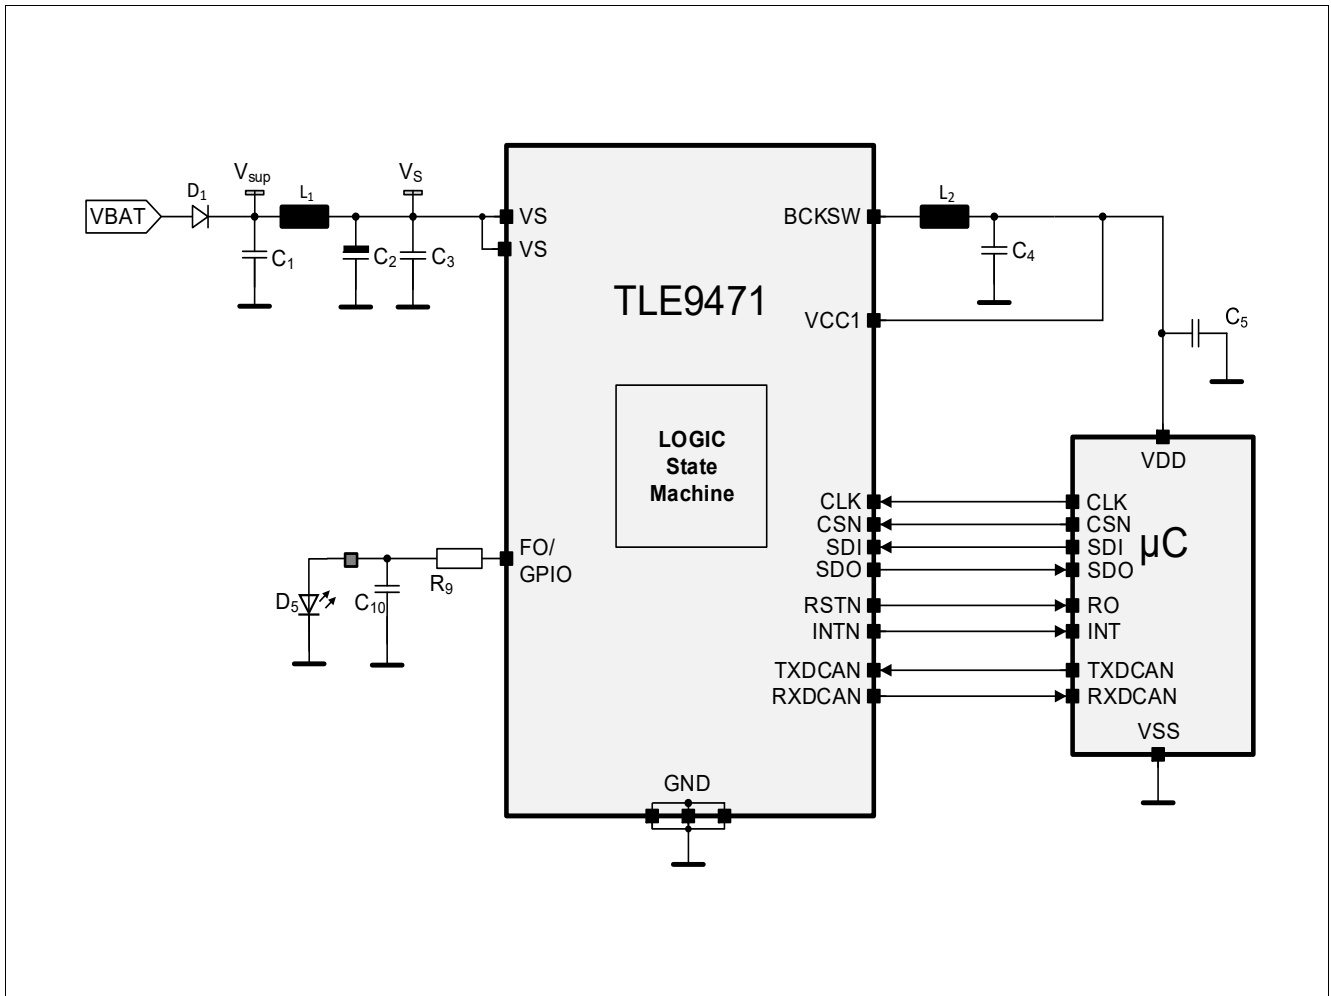 VBAT
D1
Vsup
L1
C1
C2
VS
C3
VS
VS
TLE9471
LOGIC
State
Machine
FO/
GPIO
R9
C10
D5
GND
BCKSW
VCC1
L2
C4
C5
CLK
CSN
SDI
SDO
RSTN
INTN
TXDCAN
RXDCAN
VDD
CLK
CSN
SDI
SDO
µC
RO
INT
TXDCAN
RXDCAN
VSS